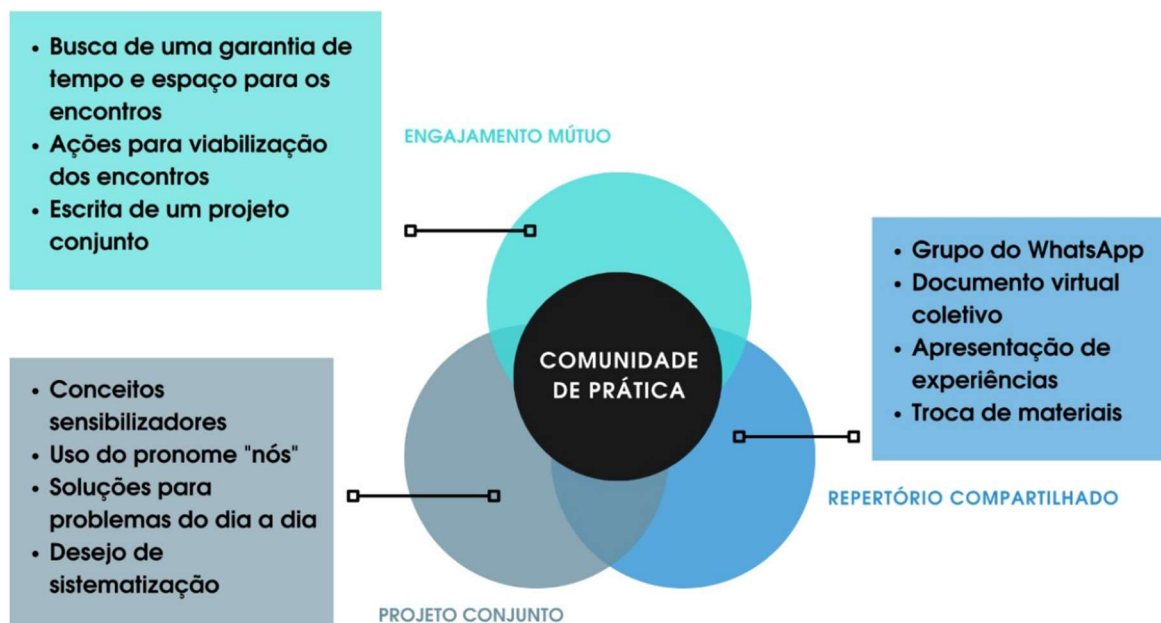 • Busca de uma garantia de
tempo e espaço para os
encontros
• Ações para viabilização
dos encontros
• Escrita de um projeto
conjunto
ENGAJAMENTO MÚTUO
• Grupo do WhatsApp
• Documento virtual
coletivo
• Apresentação de
experiências
• Troca de materiais
COMUNIDADE
DE PRÁTICA
• Conceitos
sensibilizadores
• Uso do pronome "nós"
• Soluções para
problemas do dia a dia
• Desejo de
sistematização
REPERTÓRIO COMPARTILHADO
PROJETO CONJUNTO